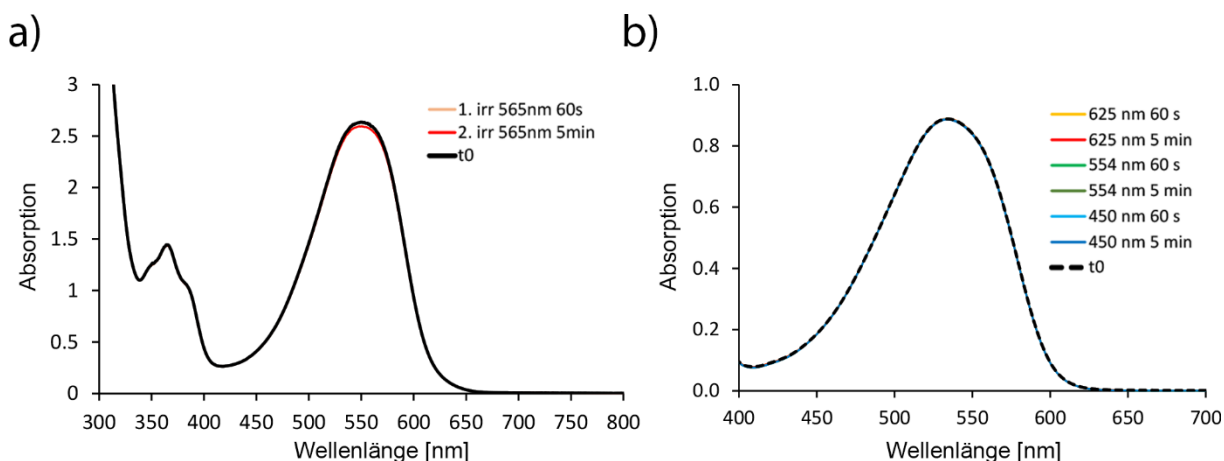 a)
3
2.5
2
1.5
1
0.5
0
Absorption
300 350 400 450 500 550 600 650 700 750 800
Wellenlänge [nm]
1. irr 565nm 60s
2. irr 565nm 5min
t0
b)
1.0
0.8
0.6
0.4
0.2
0.0
Absorption
400 450 500 550 600 650 700
Wellenlänge [nm]
625 nm 60 s
625 nm 5 min
554 nm 60 s
554 nm 5 min
450 nm 60 s
450 nm 5 min
t0